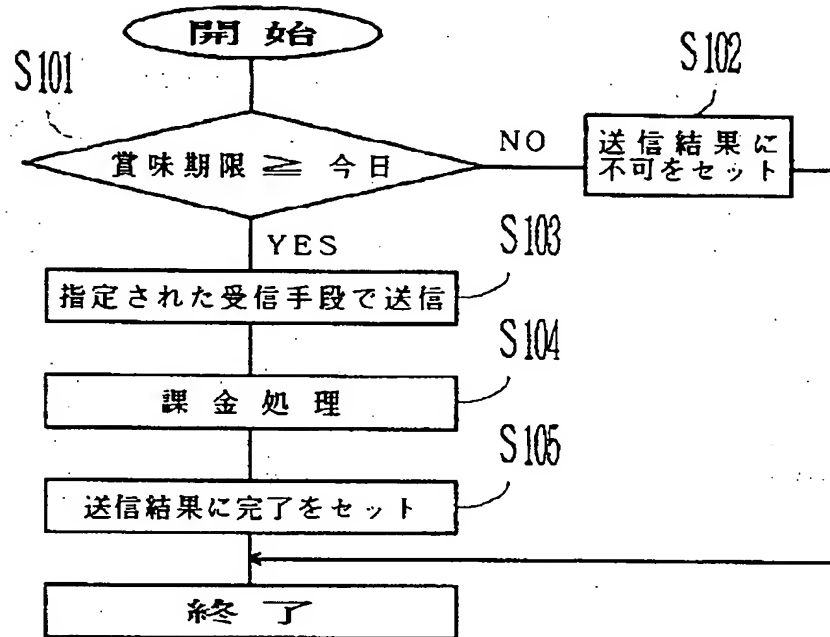 開始
S101
賞味期限 ≧ 今日
NO
S102
送信結果に
不可をセット
YES
S103
指定された受信手段で送信
S104
課金処理
S105
送信結果に完了をセット
終了